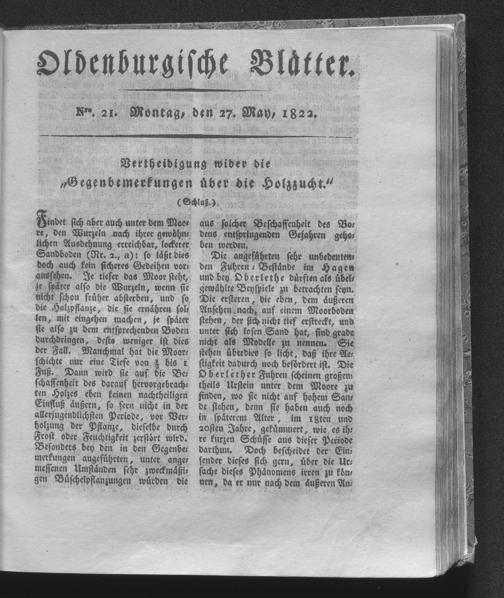 Oldenburgische Blätter.
Nro. 21. Montag, den 27. May, 1822.
Vertheidigung wider die
„Gegenbemerkungen über die Holzzucht.“
(Schluß.)
Findet sich aber auch unter dem Moo-
re, den Wurzeln nach ihrer gewöhn-
lichen Ausdehnung erreichbar, lockerer
Sandboden (Nr. 2., a): so läßt dies
doch auch kein sicheres Gedeihen vor-
aussehen. Je tiefer das Moor steht,
je später also die Wurzeln, wenn sie
nicht schon früher absterben, und so
die Holzpflanze, die sie ernähren sol-
len, mit eingehen machen, je später
sie also zu dem entsprechenden Boden
durchdringen, desto weniger ist dies
der Fall. Manchmal hat die Moor-
schichte nur eine Tiefe von bis 1
Fuß. Dann wird sie auf die Be-
schaffenheit des darauf hervorgebrach-
ten Holzes eben keinen nachtheiligen
Einfluß äußern, so fern nicht in der
allerjugendlichsten Periode, vor Ver-
holzung der Pflanze, dieselbe durch
Frost oder Feuchtigkeit zerstört wird.
Besonders bey den in den Gegenbe-
merkungen angeführten, unter ange-
messenen Umständen sehr zweckmäßi-
gen Büschelpflanzungen würden die
aus solcher Beschaffenheit des Bo-
dens entspringenden Gefahren geho-
ben werden.
Die angeführten sehr unbedeuten-
den Fuhren-Bestände im Hagen
und bey Oberlethe dürften als übel-
gewählte Beyspiele zu betrachten seyn.
Die ersteren, die eben, dem äußeren
Ansehen nach, auf einem Moorboden
stehen, der sich nicht tief erstreckt, und
unter sich losen Sand hat, sind grade
nicht als Modelle zu nennen. Sie
stehen überdies so licht, daß ihre Ae-
stigkeit dadurch noch befördert ist. Die
Oberlether Fuhren scheinen großen-
theils Urstein unter dem Moore zu
finden, wo sie nicht auf hohem San-
de stehen, denn sie haben auch noch
in späterem Alter, im 18ten und
20sten Jahre, gekümmert, wie es ih-
re kurzen Schüsse aus dieser Periode
darthun. Doch bescheidet der Ein-
sender dieses sich gern, über die Ur-
sache dieses Phänomens irren zu kön-
nen, da er nur nach dem äußeren An-